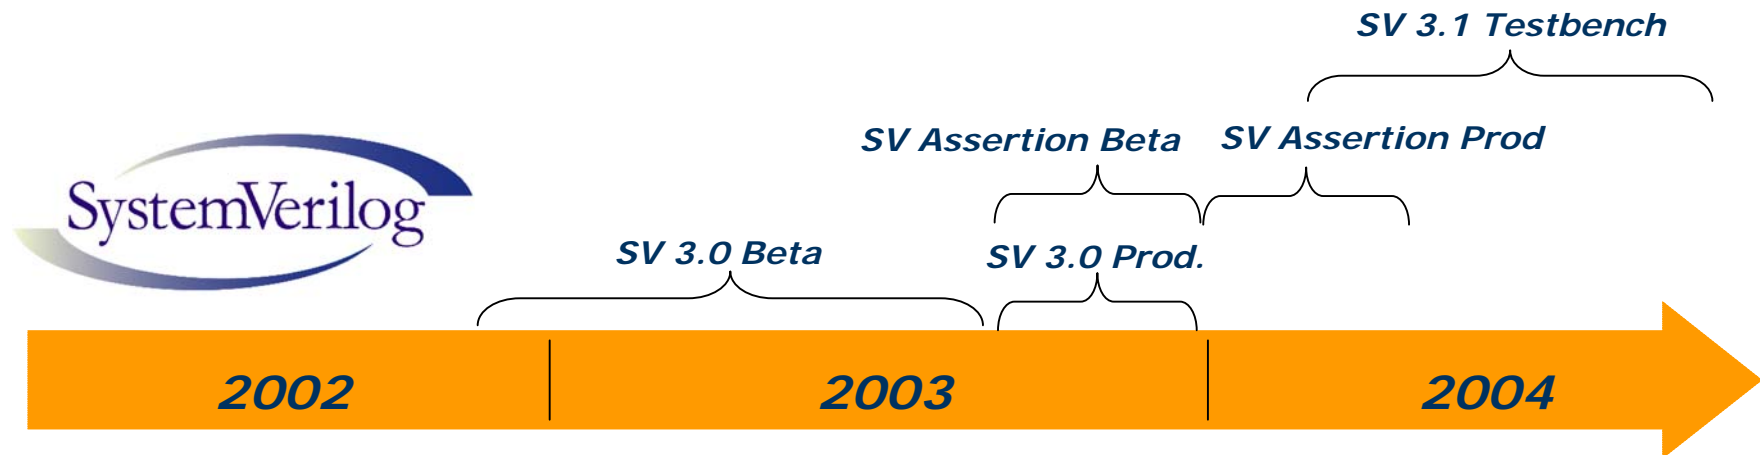 SV 3.1 Testbench
SV Assertion Beta
SV Assertion Prod
SystemVerilog
SV 3.0 Beta
SV 3.0 Prod.
2002
2003
2004